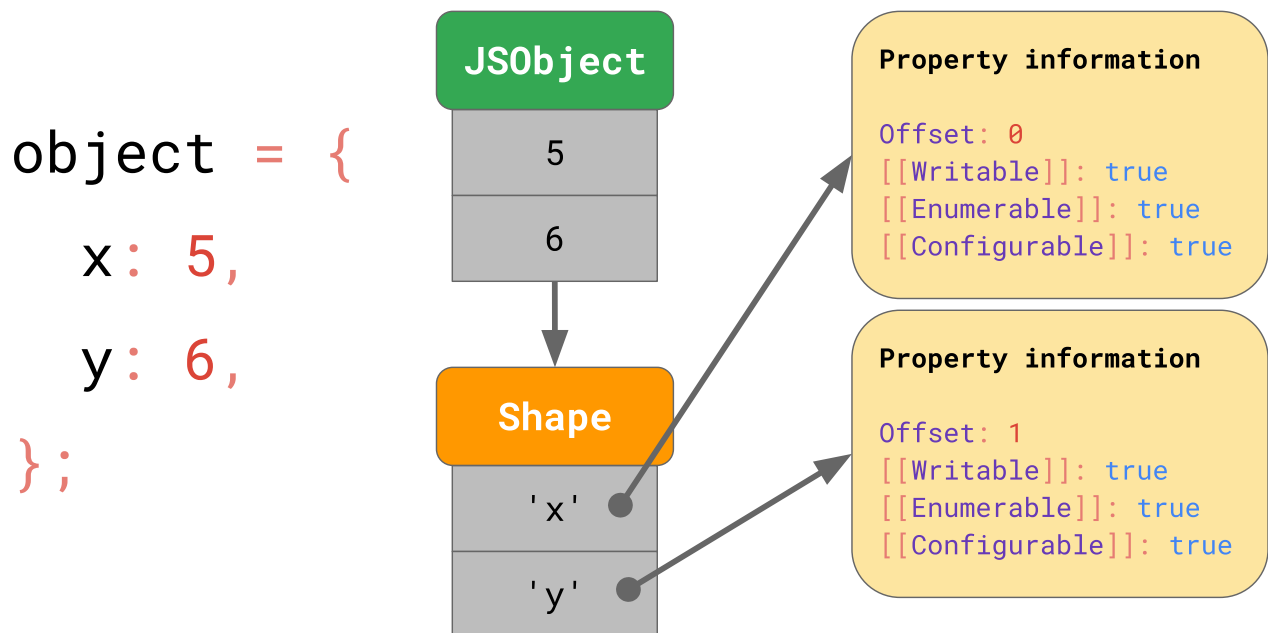 object = {
x: 5,
y: 6,
};
JSObject
5
6
Shape
'x'
'y'
Property information
Offset: 0
[[Writable]]: true
[[Enumerable]]: true
[[Configurable]]: true
Property information
Offset: 1
[[Writable]]: true
[[Enumerable]]: true
[[Configurable]]: true